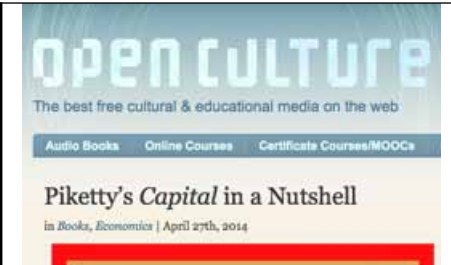 open culture
The best free cultural & educational media on the web
Audio Books Online Courses Certificate Courses/MOOCs
Piketty's Capital in a Nutshell
in Books, Economics | April 27th, 2014